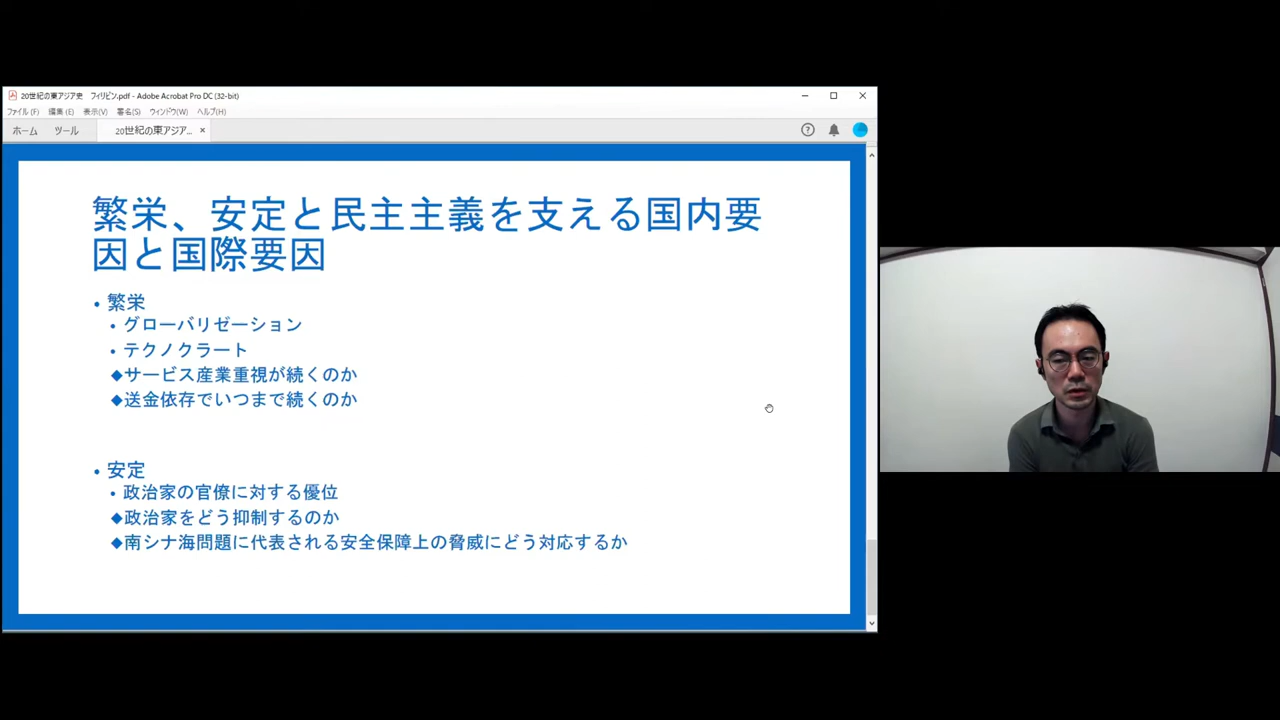 20世紀の東アジア史 フィリピン.pdf - Adobe Acrobat Pro DC (32-bit)
ファイル(F) 編集(E) 表示(V) 署名(S) ウィンドウ(W) ヘルプ(H)
ホーム ツール 20世紀の東アジア... ×
繁栄、安定と民主主義を支える国内要
因と国際要因
• 繁栄
• グローバリゼーション
• テクノクラート
◆サービス産業重視が続くのか
◆送金依存でいつまで続くのか
• 安定
• 政治家の官僚に対する優位
◆政治家をどう抑制するのか
◆南シナ海問題に代表される安全保障上の脅威にどう対応するか